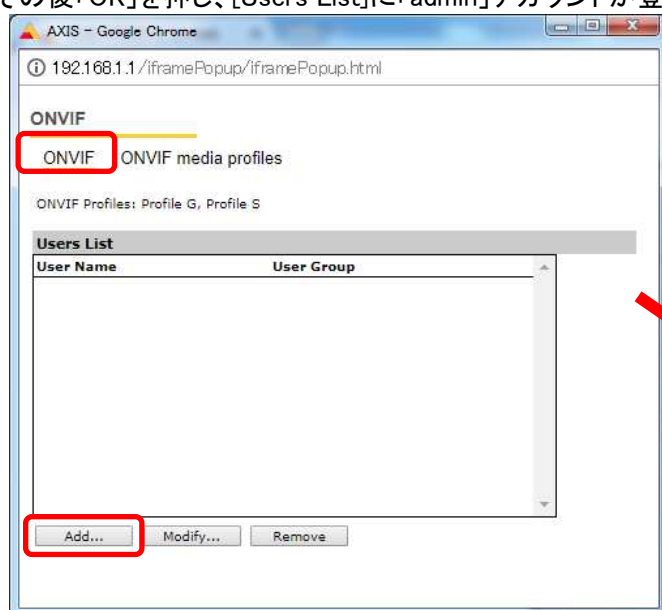 その後「OK」を押し、[Users List]に「admin」アカウントが登
AXIS - Google Chrome
192.168.1.1/iframePopup/iframePopup.html
ONVIF
ONVIF ONVIF media profiles
ONVIF Profiles: Profile G, Profile S
Users List
User Name User Group
Add... Modify... Remove